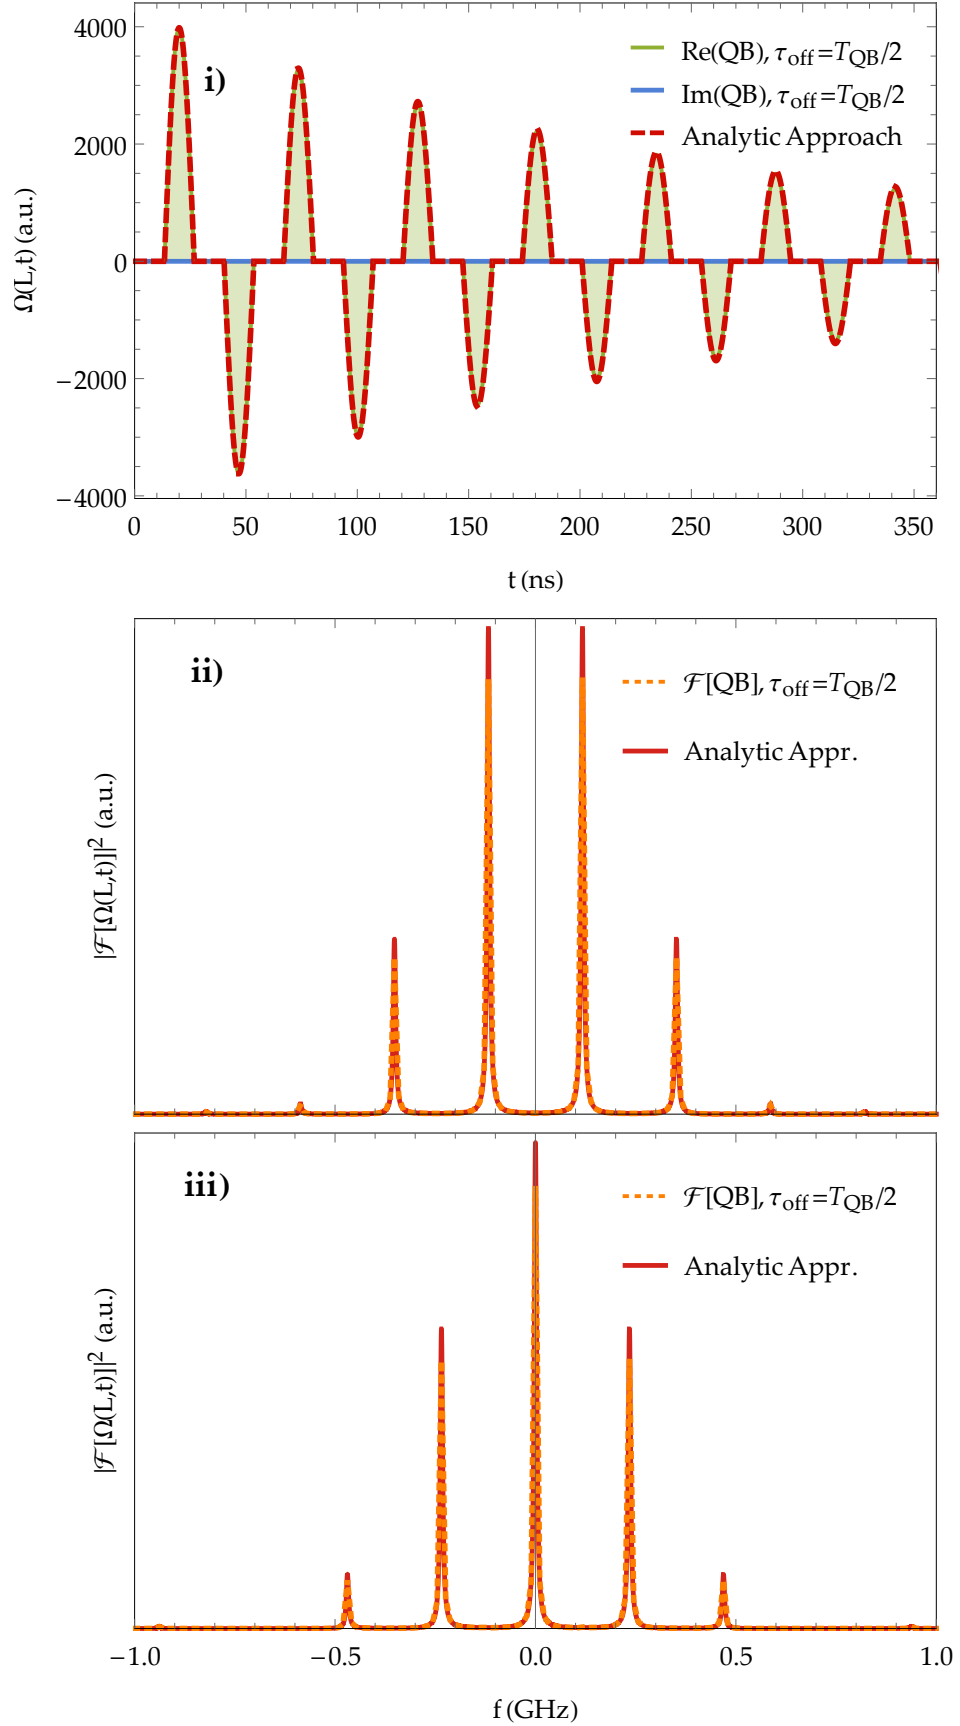 i)
Re(QB), τoff=TQB/2
Im(QB), τoff=TQB/2
Analytic Approach
4000
2000
0
−2000
−4000
Ω(L,t) (a.u.)
0 50 100 150 200 250 300 350
t (ns)
ii)
ℱ[QB], τoff=TQB/2
Analytic Appr.
|ℱ[Ω(L,t)]|² (a.u.)
iii)
ℱ[QB], τoff=TQB/2
Analytic Appr.
|ℱ[Ω(L,t)]|² (a.u.)
−1.0 −0.5 0.0 0.5 1.0
f (GHz)